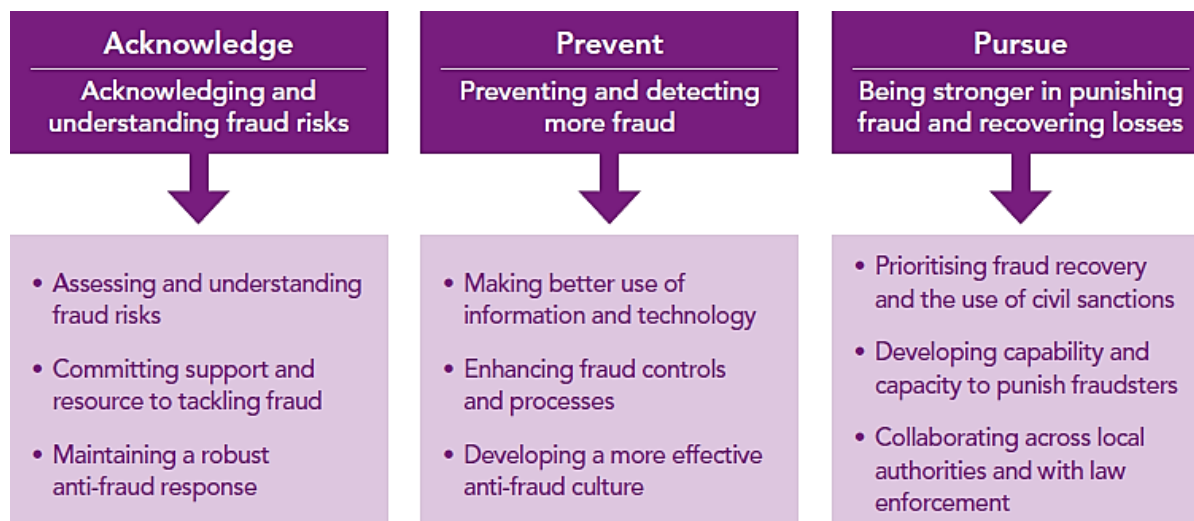 Acknowledge
Acknowledging and
understanding fraud risks
• Assessing and understanding
fraud risks
• Committing support and
resource to tackling fraud
• Maintaining a robust
anti-fraud response
Prevent
Preventing and detecting
more fraud
• Making better use of
information and technology
• Enhancing fraud controls
and processes
• Developing a more effective
anti-fraud culture
Pursue
Being stronger in punishing
fraud and recovering losses
• Prioritising fraud recovery
and the use of civil sanctions
• Developing capability and
capacity to punish fraudsters
• Collaborating across local
authorities and with law
enforcement